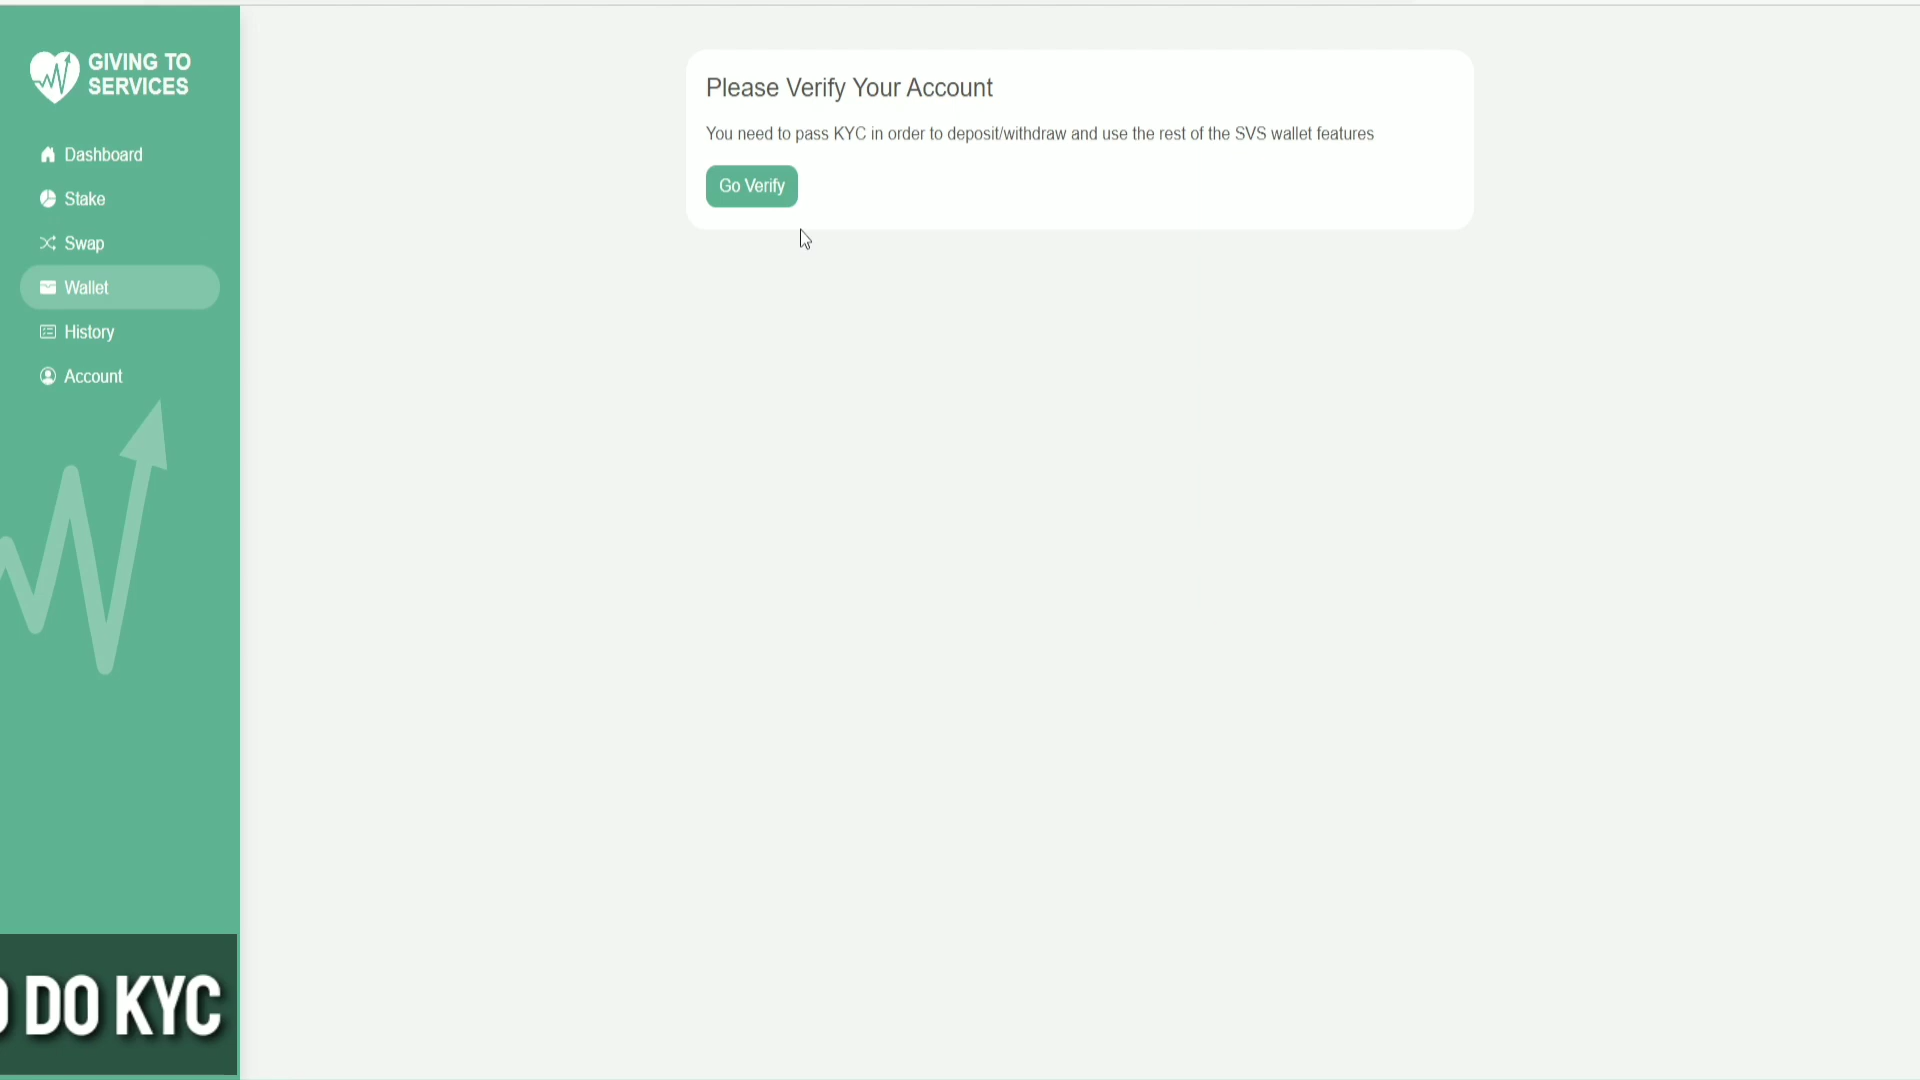 GIVING TO
SERVICES
Dashboard
Stake
Swap
Wallet
History
Account
Please Verify Your Account
You need to pass KYC in order to deposit/withdraw and use the rest of the SVS wallet features
Go Verify
DO KYC